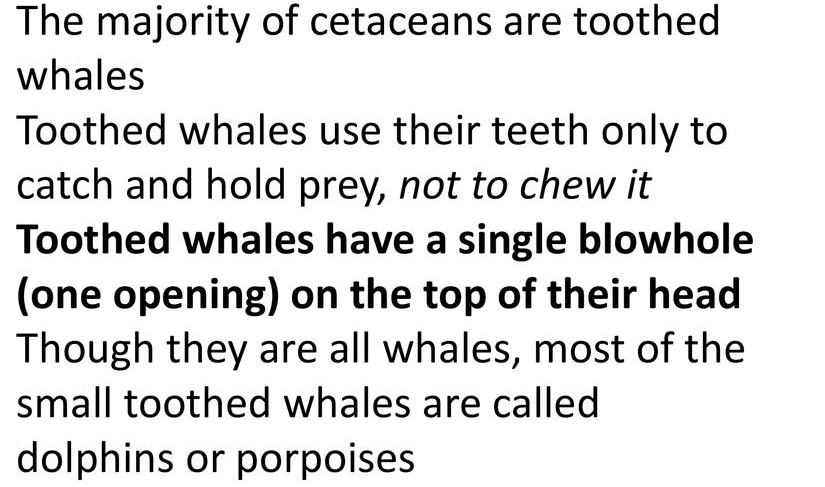 The majority of cetaceans are toothed
whales
Toothed whales use their teeth only to
catch and hold prey, not to chew it
Toothed whales have a single blowhole
(one opening) on the top of their head
Though they are all whales, most of the
small toothed whales are called
dolphins or porpoises